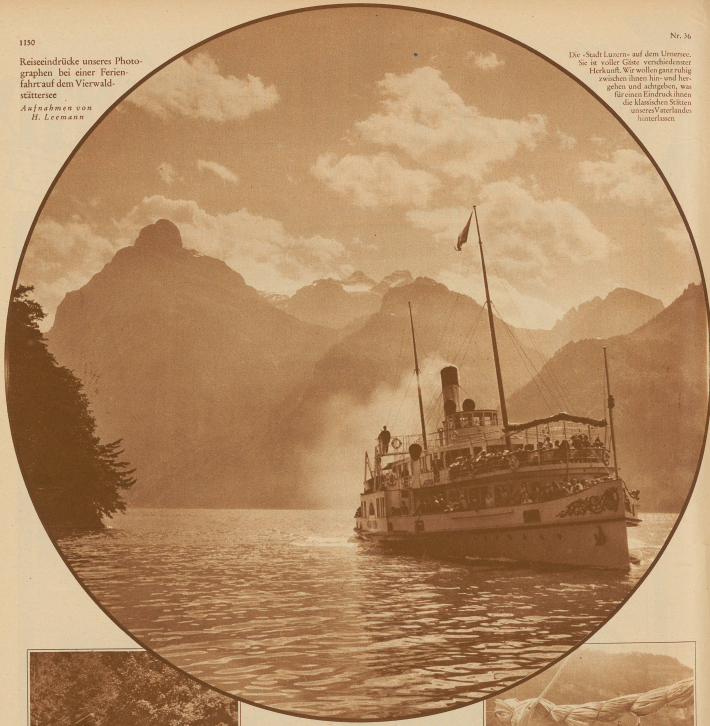 1150
Reiseeindrücke unseres Photo-
graphen bei einer Ferien-
fahrt auf dem Vierwald-
stättersee
Aufnahmen von
H. Leemann
Nr. 36
Die «Stadt Luzern» auf dem Urnersee.
Sie ist voller Gäste verschiedenster
Herkunft. Wir wollen ganz ruhig
zwischen ihnen hin- und her-
gehen und achtgeben, was
für einen Eindruck ihnen
die klassischen Stätten
unseres Vaterlandes
hinterlassen